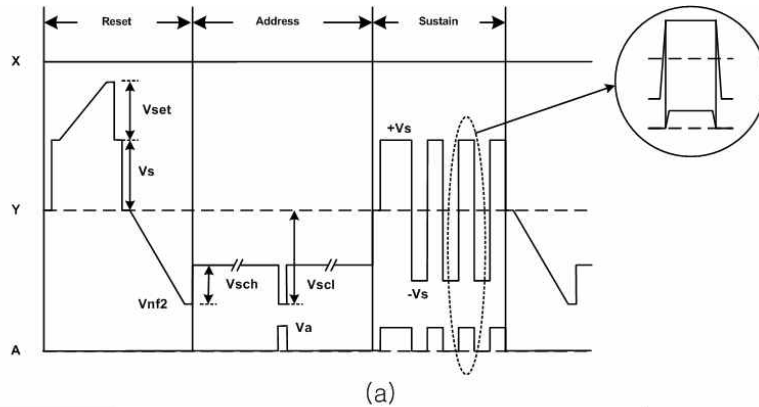 Reset Address Sustain
X
Vset
+Vs
Vs
Y
Vsch Vscl
Vnf2 -Vs
Va
A
(a)